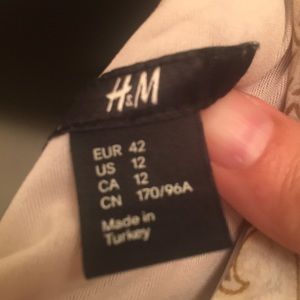 H&M
EUR 42
US 12
CA 12
CN 170/96A
Made in
Turkey